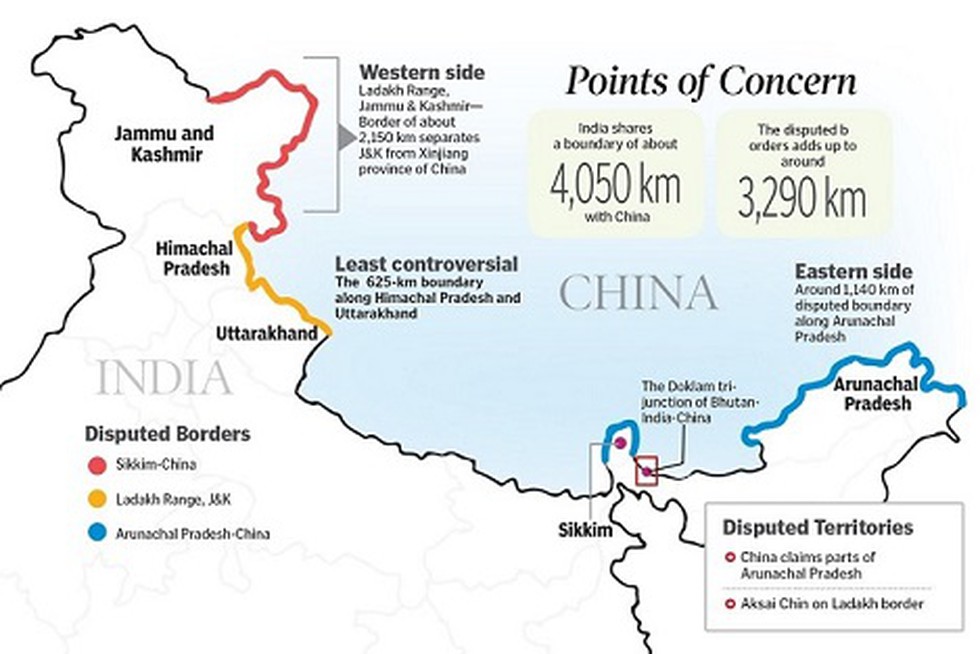 Points of Concern
India shares
a boundary of about
4,050 km
with China
The disputed b
orders adds up to
around
3,290 km
Western side
Ladakh Range,
Jammu & Kashmir—
Border of about
2,150 km separates
J&K from Xinjiang
province of China
Jammu and
Kashmir
Himachal
Pradesh
Least controversial
The 625-km boundary
along Himachal Pradesh and
Uttarakhand
Uttarakhand
CHINA
INDIA
Eastern side
Around 1,140 km of
disputed boundary
along Arunachal
Pradesh
Arunachal
Pradesh
The Doklam tri-
junction of Bhutan-
India-China
Sikkim
Disputed Borders
Sikkim-China
Ladakh Range, J&K
Arunachal Pradesh-China
Disputed Territories
China claims parts of
Arunachal Pradesh
Aksai Chin on Ladakh border